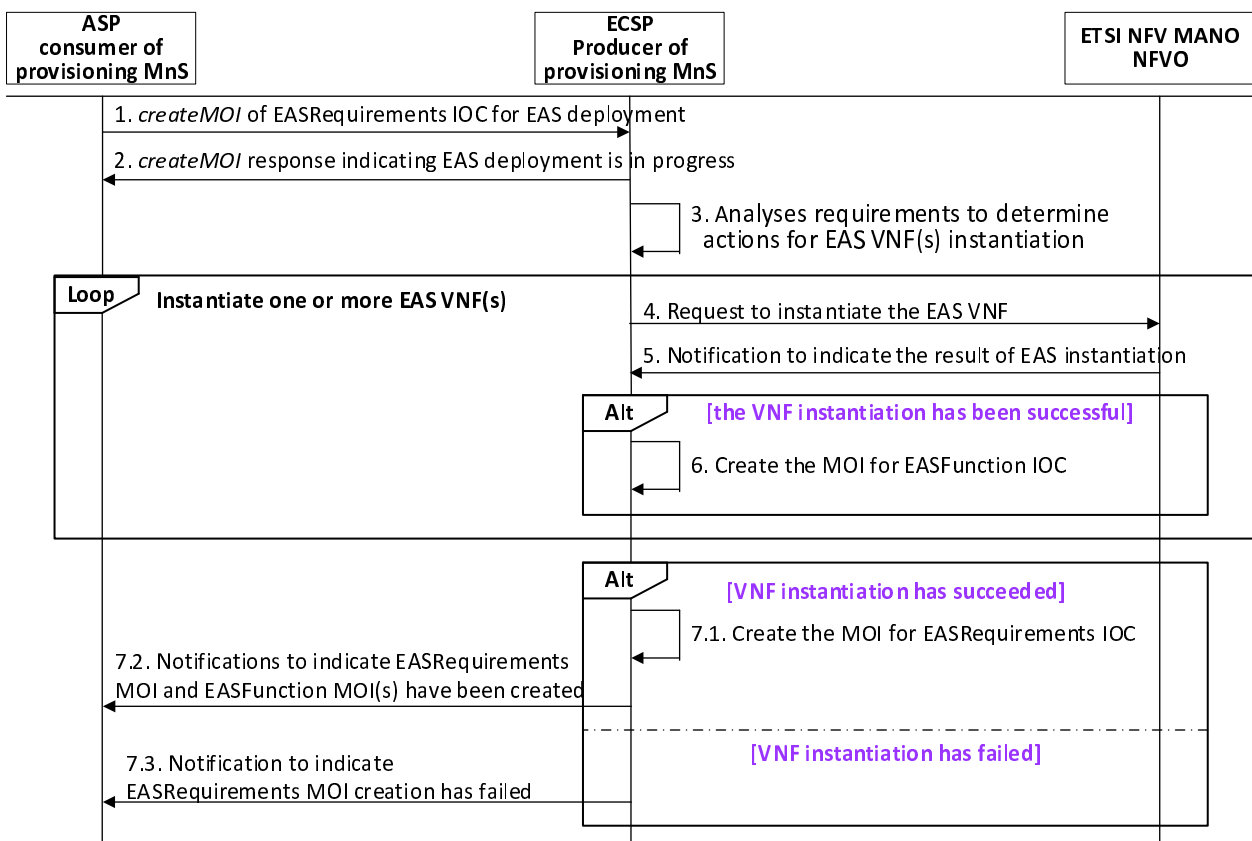 ASP
consumer of
provisioning MnS
ECSP
Producer of
provisioning MnS
ETSI NFV MANO
NFVO
1. createMOI of EASRequirements IOC for EAS deployment
2. createMOI response indicating EAS deployment is in progress
3. Analyses requirements to determine
actions for EAS VNF(s) instantiation
Loop
Instantiate one or more EAS VNF(s)
4. Request to instantiate the EAS VNF
5. Notification to indicate the result of EAS instantiation
Alt
[the VNF instantiation has been successful]
6. Create the MOI for EASFunction IOC
Alt
[VNF instantiation has succeeded]
7.1. Create the MOI for EASRequirements IOC
7.2. Notifications to indicate EASRequirements
MOI and EASFunction MOI(s) have been created
[VNF instantiation has failed]
7.3. Notification to indicate
EASRequirements MOI creation has failed